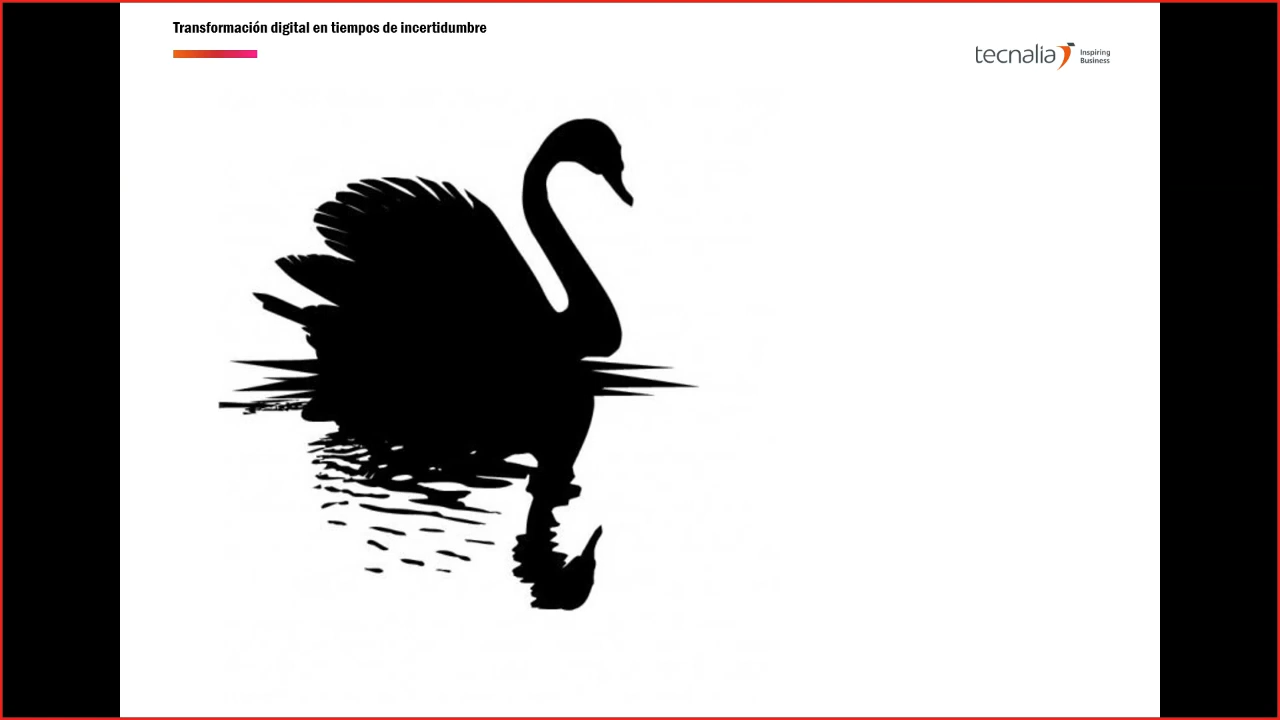 Transformación digital en tiempos de incertidumbre
tecnalia
Inspiring
Business